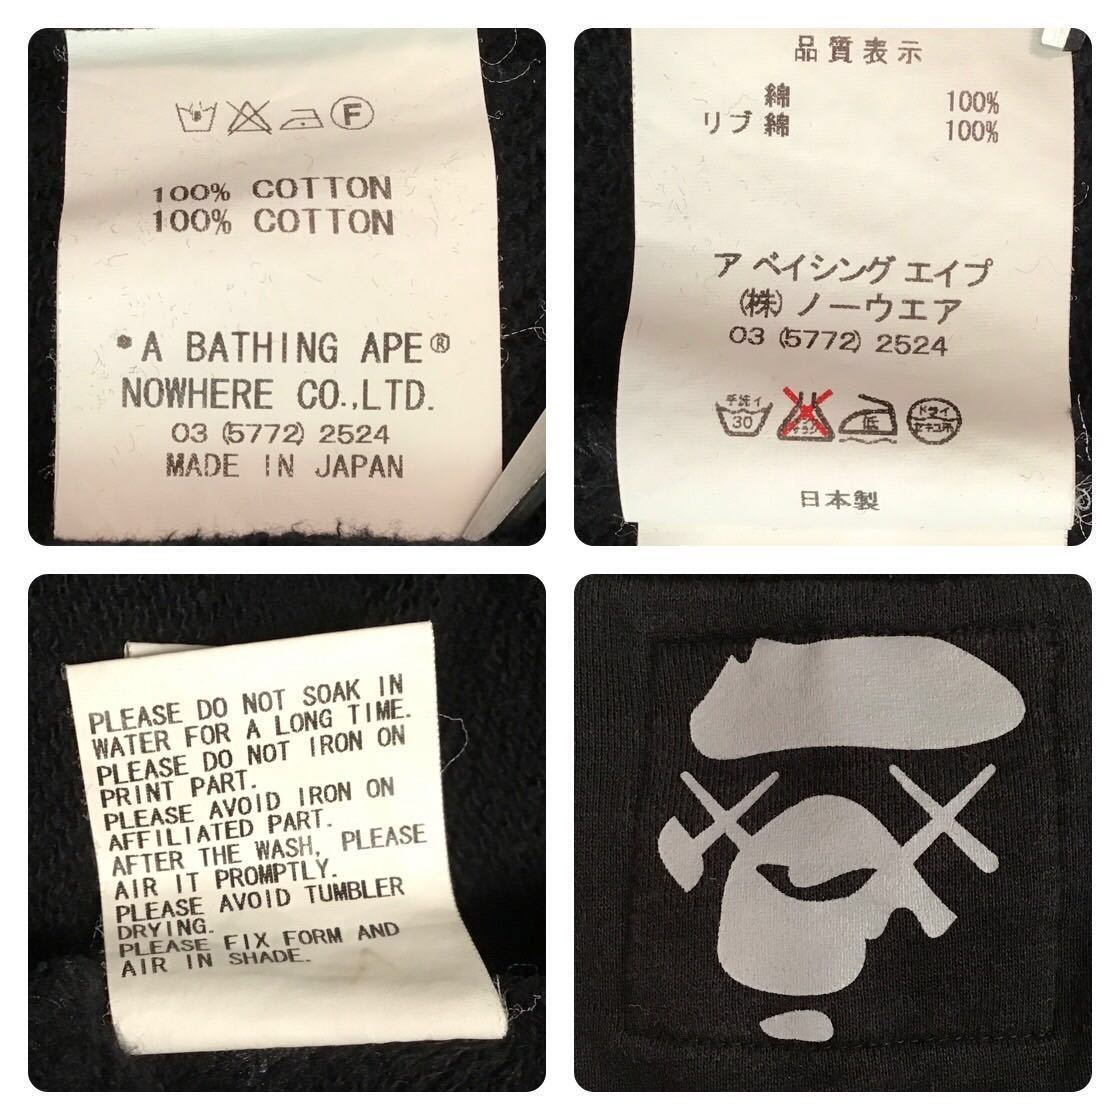 F
100% COTTON
100% COTTON
*A BATHING APE®
NOWHERE CO.,LTD.
03 (5772) 2524
MADE IN JAPAN
品質表示
綿 100%
リブ 綿 100%
ア ベイシング エイプ
(株) ノーウエア
03 (5772) 2524
手洗イ
30
低
ドライ
セキユ系
日本製
PLEASE DO NOT SOAK IN
WATER FOR A LONG TIME.
PLEASE DO NOT IRON ON
PRINT PART.
PLEASE AVOID IRON ON
AFFILIATED PART.
AFTER THE WASH, PLEASE
AIR IT PROMPTLY.
PLEASE AVOID TUMBLER
DRYING.
PLEASE FIX FORM AND
AIR IN SHADE.